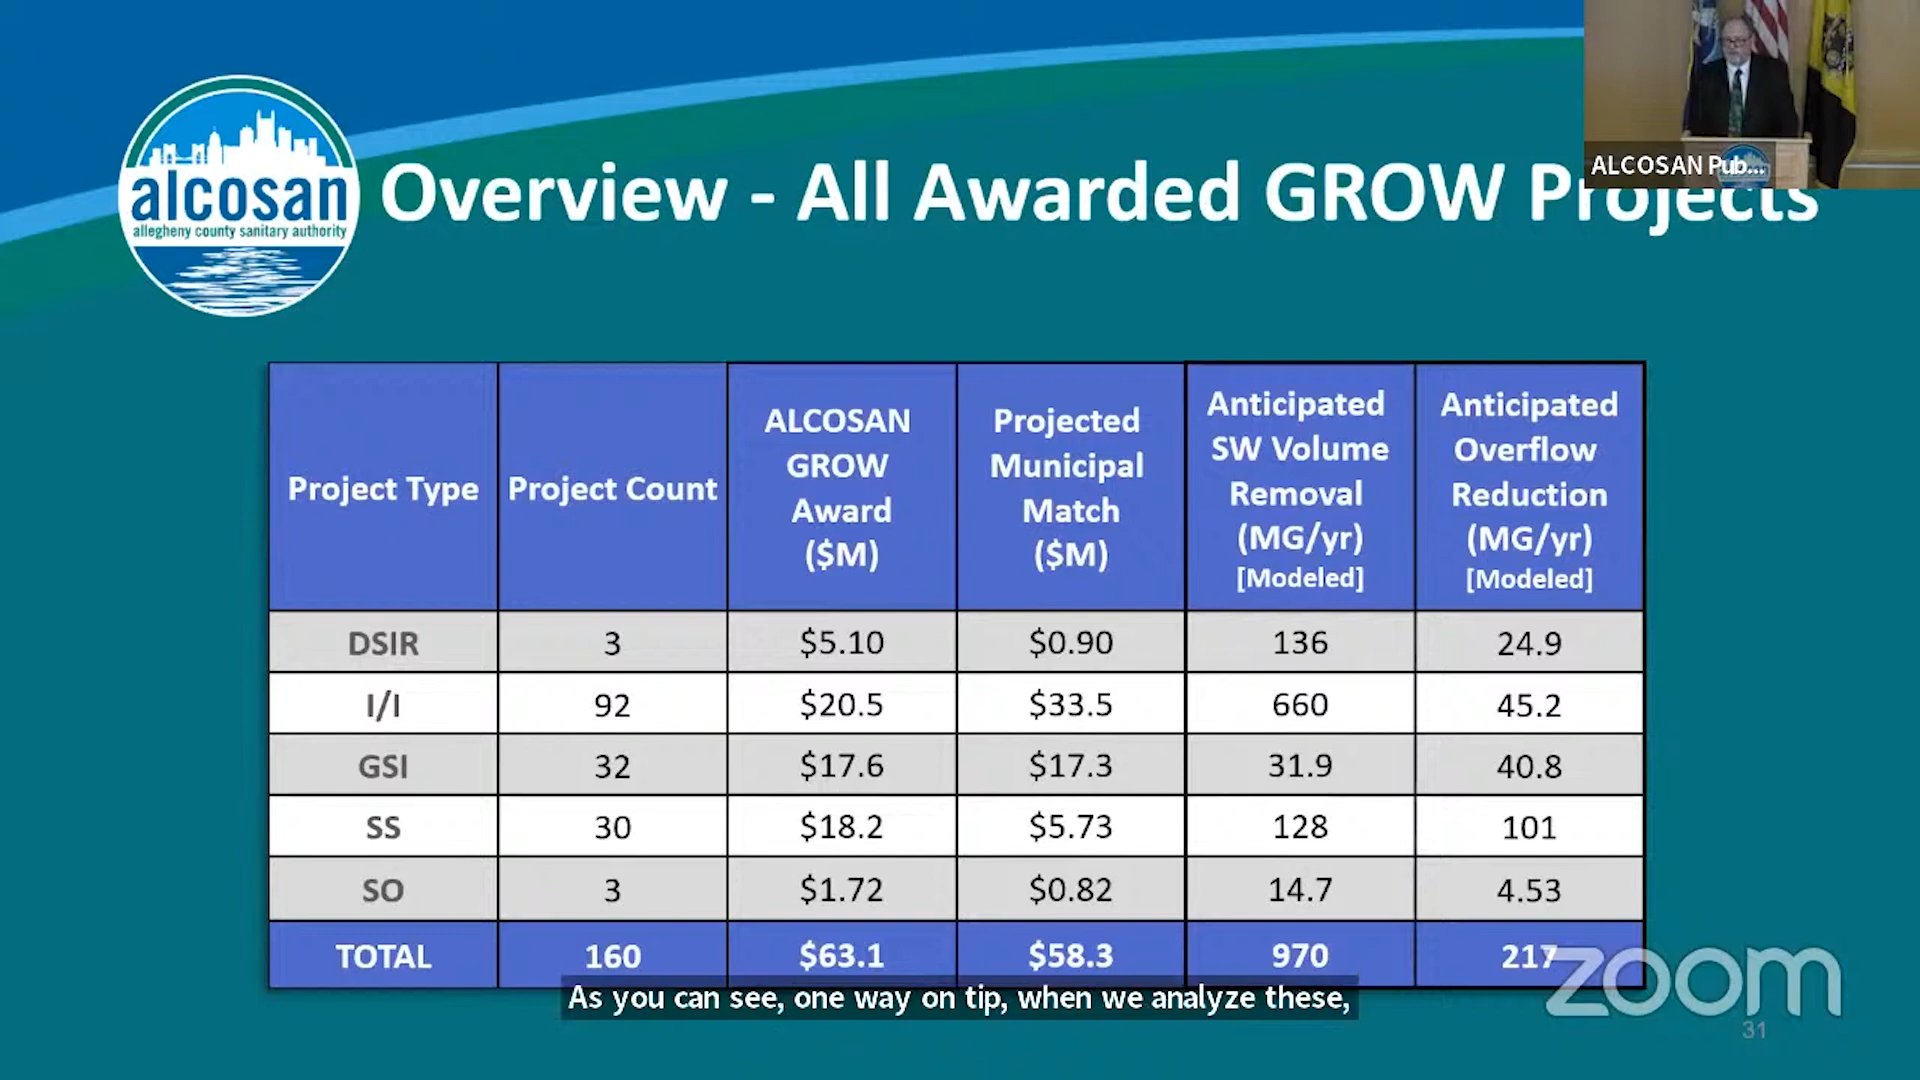 ALCOSAN Pub...
alcosan
allegheny county sanitary authority
Overview - All Awarded GROW Projects
Project Type
Project Count
ALCOSAN
GROW
Award
($M)
Projected
Municipal
Match
($M)
Anticipated
SW Volume
Removal
(MG/yr)
[Modeled]
Anticipated
Overflow
Reduction
(MG/yr)
[Modeled]
DSIR 3 $5.10 $0.90 136 24.9
I/I 92 $20.5 $33.5 660 45.2
GSI 32 $17.6 $17.3 31.9 40.8
SS 30 $18.2 $5.73 128 101
SO 3 $1.72 $0.82 14.7 4.53
TOTAL 160 $63.1 $58.3 970 217
As you can see, one way on tip, when we analyze these,
zoom
31